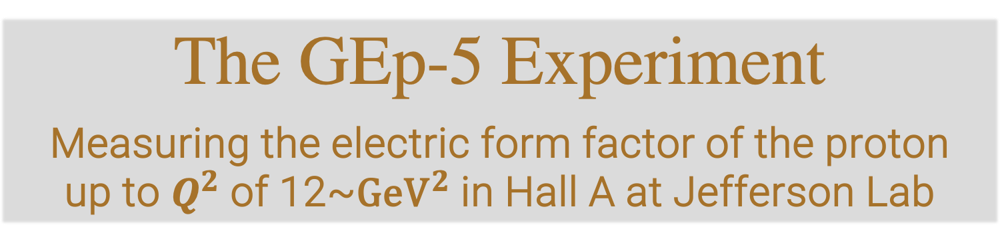 The GEp-5 Experiment
Measuring the electric form factor of the proton
up to Q² of 12~GeV² in Hall A at Jefferson Lab